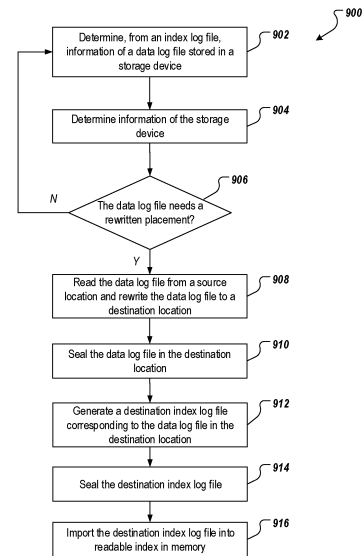 900
Determine, from an index log file,
information of a data log file stored in a
storage device
902
Determine information of the storage
device
904
The data log file needs a
rewritten placement?
906
N
Y
Read the data log file from a source
location and rewrite the data log file to a
destination location
908
Seal the data log file in the destination
location
910
Generate a destination index log file
corresponding to the data log file in the
destination location
912
Seal the destination index log file
914
Import the destination index log file into
readable index in memory
916